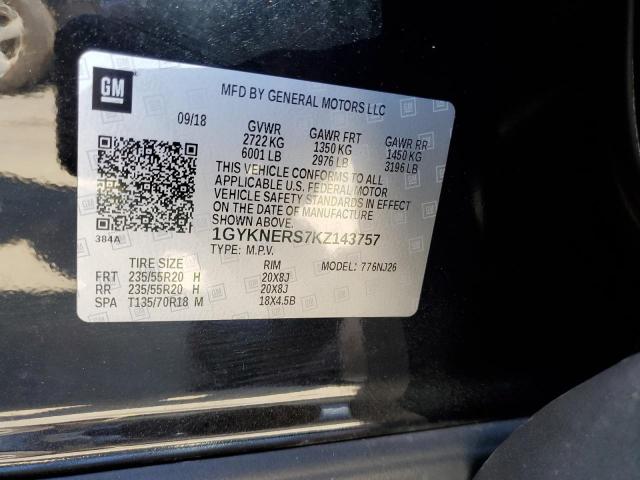 GM
MFD BY GENERAL MOTORS LLC
09/18 GVWR GAWR FRT GAWR RR
2722 KG 1350 KG 1450 KG
6001 LB 2976 LB 3196 LB
THIS VEHICLE CONFORMS TO ALL
APPLICABLE U.S. FEDERAL MOTOR
VEHICLE SAFETY STANDARDS IN EFFECT
ON THE DATE OF MANUFACTURE
SHOWN ABOVE.
384A 1GYKNERS7KZ143757
TYPE: M.P.V.
TIRE SIZE RIM MODEL: 776NJ26
FRT 235/55R20 H 20X8J
RR 235/55R20 H 20X8J
SPA T135/70R18 M 18X4.5B